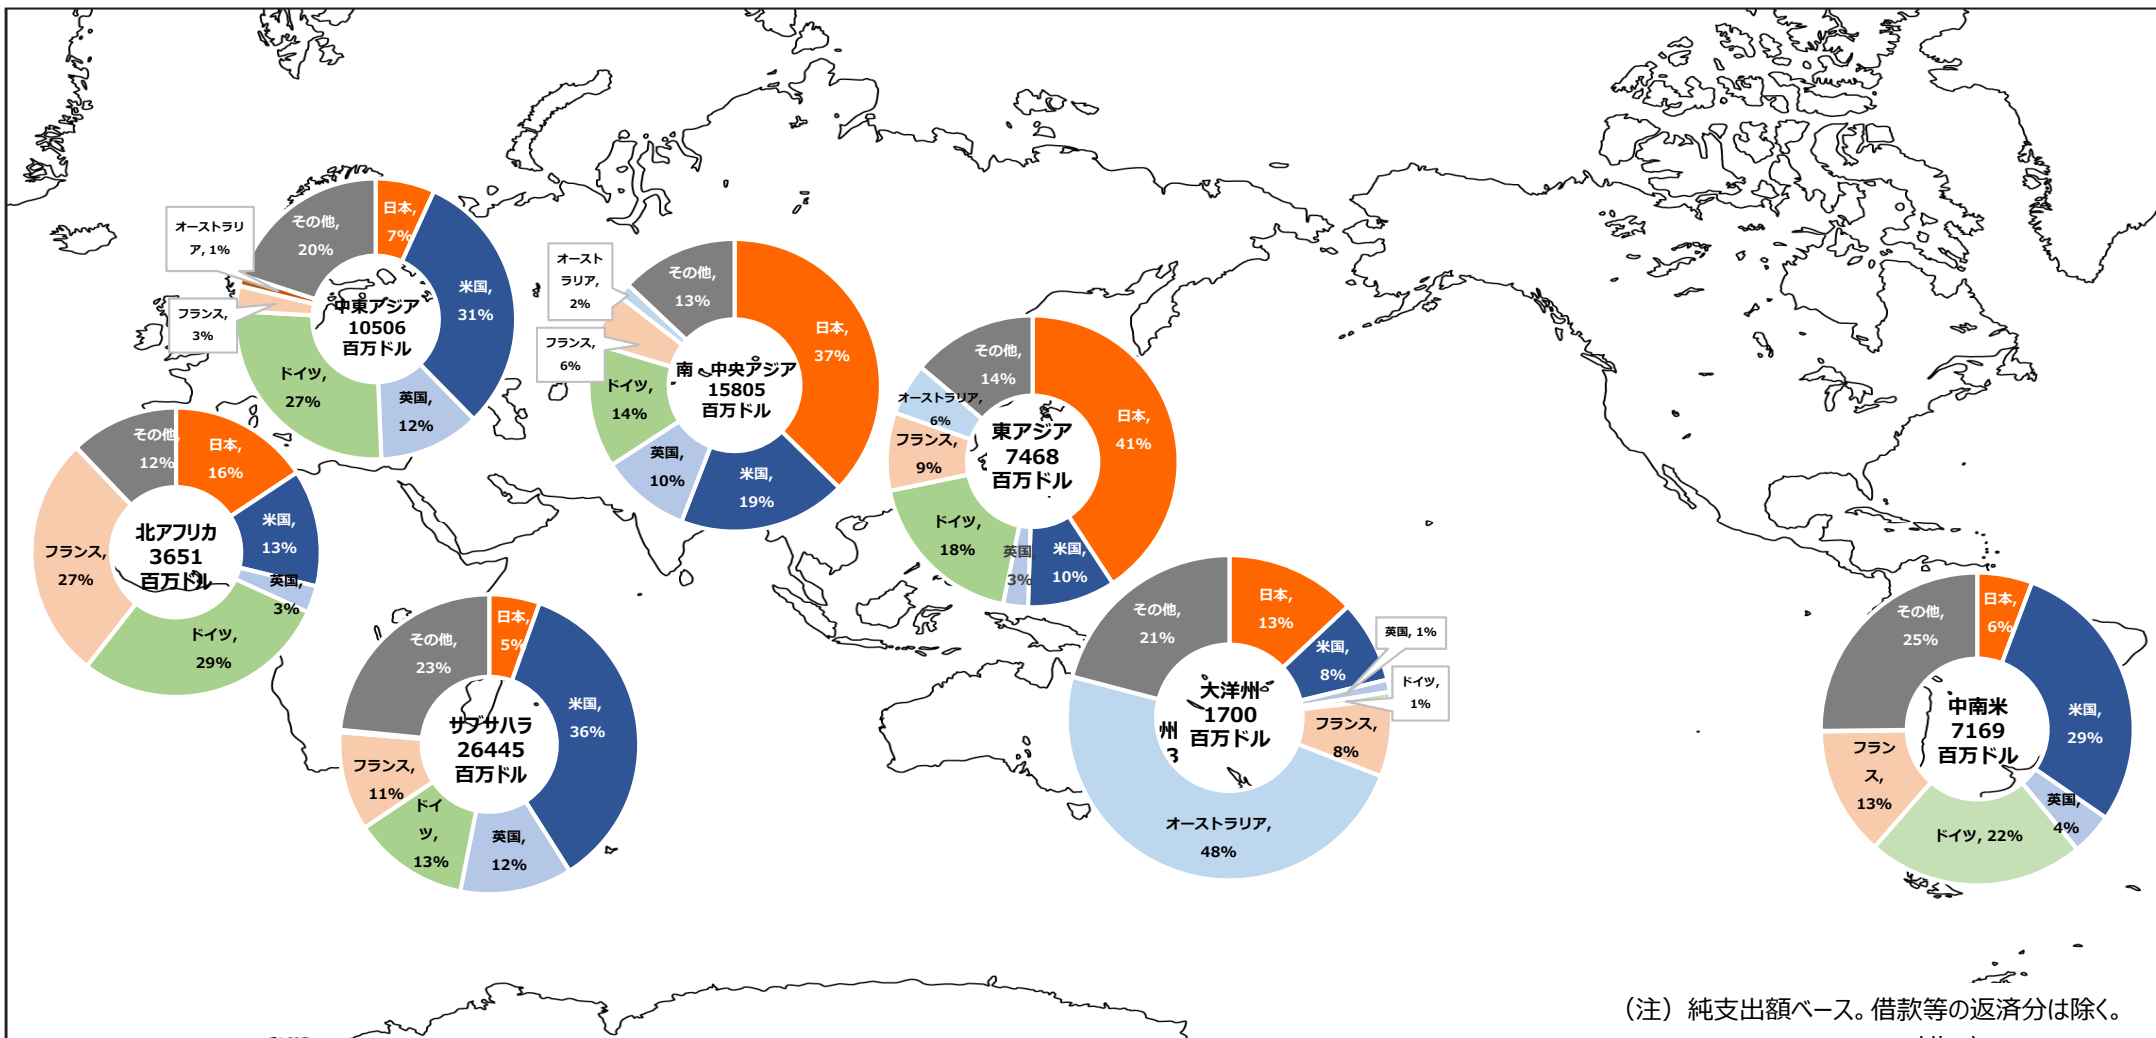 オーストラリ
ア, 1%
その他,
20%
日本,
7%
米国,
31%
フランス,
3%
中東アジア
10506
百万ドル
ドイツ,
27%
英国,
12%
オースト
ラリア,
2%
その他,
13%
日本,
37%
フランス,
6%
南・中央アジア
15805
百万ドル
ドイツ,
14%
英国,
10%
米国,
19%
その他,
14%
日本,
41%
オーストラリア,
6%
フランス,
9%
東アジア
7468
百万ドル
ドイツ,
18%
英国,
3%
米国,
10%
その他,
12%
日本,
16%
米国,
13%
フランス,
27%
北アフリカ
3651
百万ドル
英国,
3%
ドイツ,
29%
その他,
23%
日本,
5%
米国,
36%
サブサハラ
26445
百万ドル
フランス,
11%
ドイ
ツ,
13%
英国,
12%
その他,
21%
日本,
13%
米国,
8%
英国, 1%
ドイツ,
1%
大洋州
1700
百万ドル
州
3
フランス,
8%
オーストラリア,
48%
その他,
25%
日本,
6%
米国,
29%
中南米
7169
百万ドル
フラン
ス,
13%
英国,
4%
ドイツ, 22%
（注）純支出額ベース。借款等の返済分は除く。